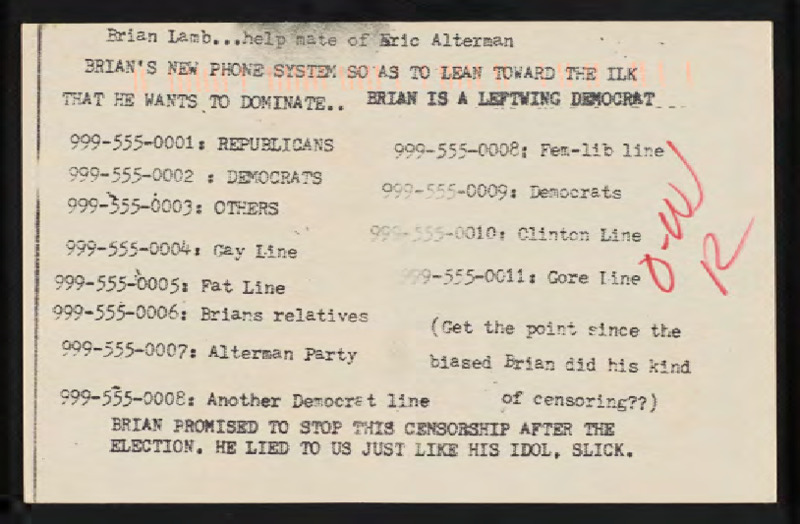 Brian Lamb...help mate of Eric Alterman
BRIAN'S NEW PHONE SYSTEM SO AS TO LEAN TOWARD THE ILK
THAT HE WANTS TO DOMINATE.. BRIAN IS A LEFTWING DEMOCRAT
999-555-0001: REPUBLICANS
999-555-0002 : DEMOCRATS
999-555-0003: OTHERS
999-555-0004: Gay Line
999-555-0005: Fat Line
999-555-0006: Brians relatives
999-555-0007: Alterman Party
999-555-0008: Another Democrat line
999-555-0008: Fem-lib line
999-555-0009: Democrats
999-555-0010: Clinton Line
999-555-0011: Gore Line
O-W
R
(Get the point since the
biased Brian did his kind
of censoring??)
BRIAN PROMISED TO STOP THIS CENSORSHIP AFTER THE
ELECTION. HE LIED TO US JUST LIKE HIS IDOL, SLICK.